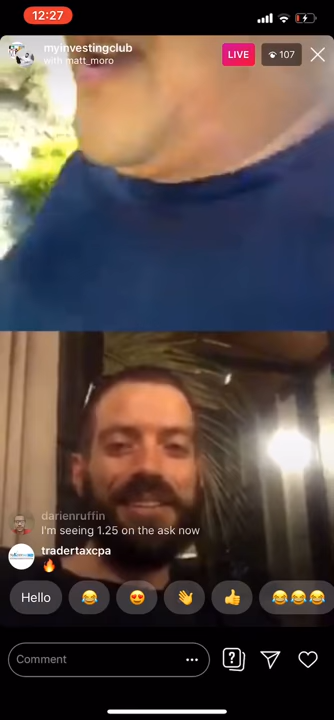 12:27
myinvestingclub
with matt_moro
LIVE
107
darienruffin
I'm seeing 1.25 on the ask now
tradertaxcpa
🔥
Hello
😂
😍
👋
👍
😂😂😂
Comment